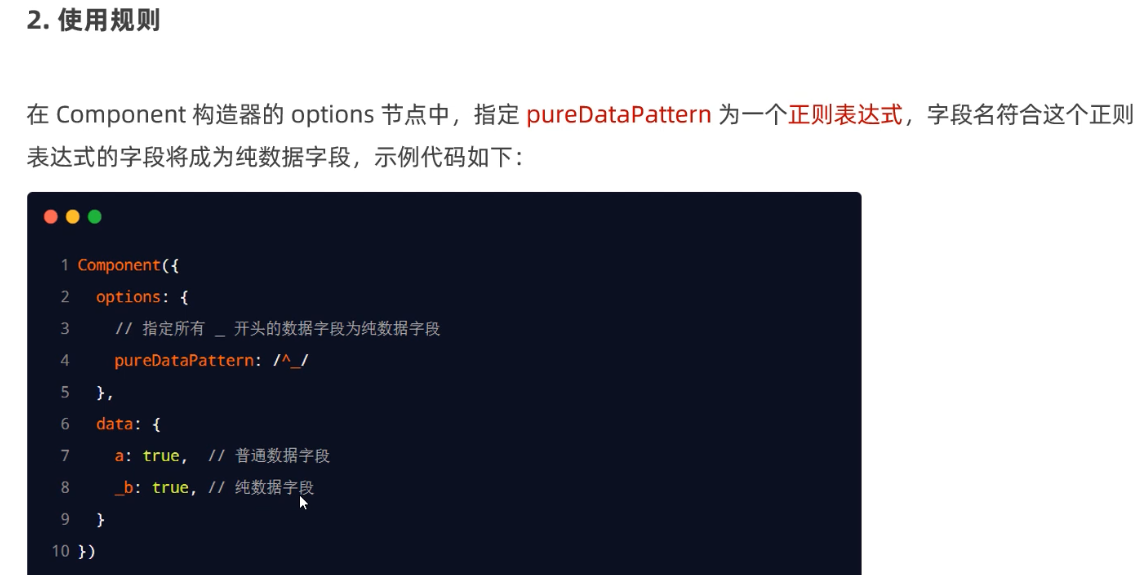 2. 使用规则
在 Component 构造器的 options 节点中，指定 pureDataPattern 为一个正则表达式，字段名符合这个正则
表达式的字段将成为纯数据字段，示例代码如下：
1 Component({
2 options: {
3 // 指定所有 _ 开头的数据字段为纯数据字段
4 pureDataPattern: /^_/
5 },
6 data: {
7 a: true, // 普通数据字段
8 _b: true, // 纯数据字段
9 }
10 })